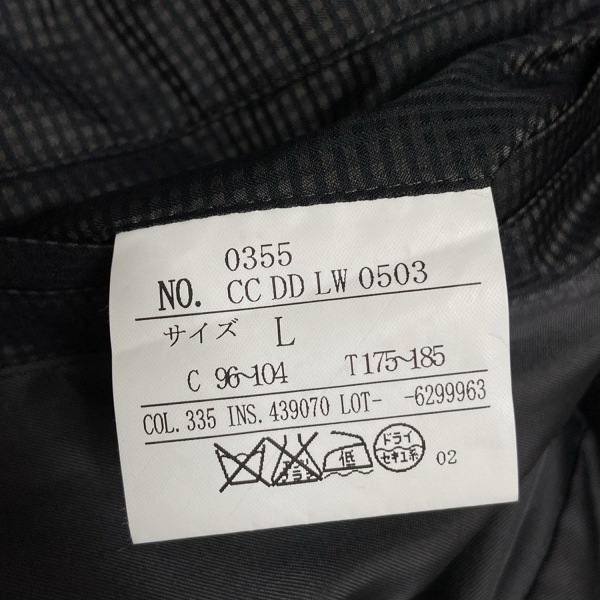 0355
NO. CC DD LW 0503
サイズ L
C 96~104 T 175~185
COL. 335 INS. 439070 LOT- -6299963
低 ドライ セキユ系 02